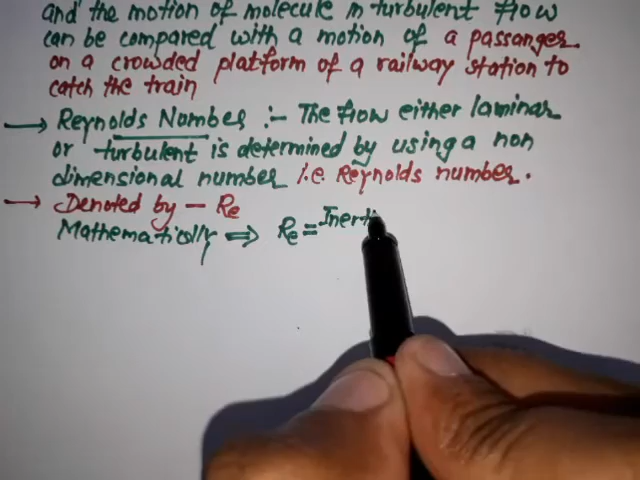 and the motion of molecule in turbulent flow
can be compared with a motion of a passanger
on a crowded platform of a railway station to
catch the train
→ Reynolds Number :- The flow either laminar
or turbulent is determined by using a non
dimensional number i.e Reynolds number.
→ Denoted by - Re
Mathematically ⇒ Re = Inerti